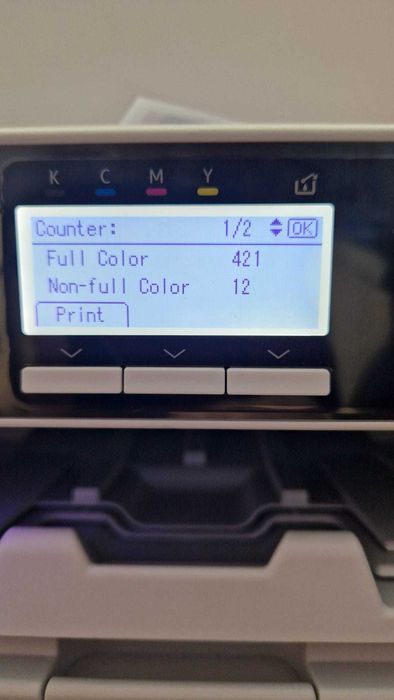 K C M Y
Counter: 1/2 OK
Full Color 421
Non-full Color 12
Print